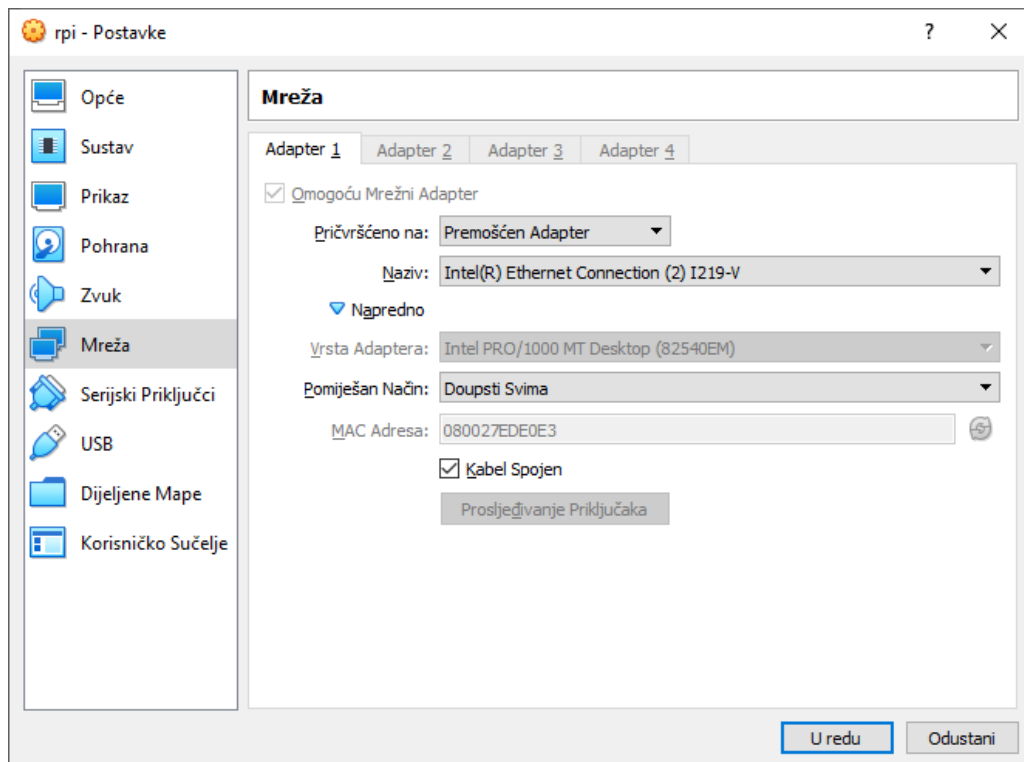 rpi - Postavke
?
Opće
Sustav
Prikaz
Pohrana
Zvuk
Mreža
Serijski Priključci
USB
Dijeljene Mape
Korisničko Sučelje
Mreža
Adapter 1 Adapter 2 Adapter 3 Adapter 4
Omogoću Mrežni Adapter
Pričvršćeno na: Premošćen Adapter
Naziv: Intel(R) Ethernet Connection (2) I219-V
Napredno
Vrsta Adaptera: Intel PRO/1000 MT Desktop (82540EM)
Pomiješan Način: Doupsti Svima
MAC Adresa: 080027EDE0E3
Kabel Spojen
Prosljeđivanje Priključaka
U redu Odustani